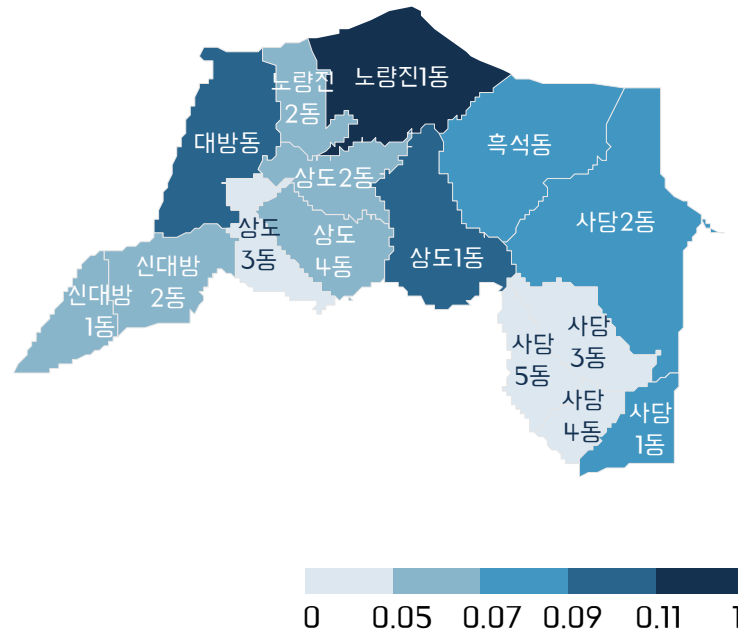 노량진1동
노량진
2동
대방동
흑석동
상도2동
사당2동
상도
3동
상도
4동
상도1동
신대방
2동
신대방
1동
사당
3동
사당
5동
사당
4동
사당
1동
0 0.05 0.07 0.09 0.11 1